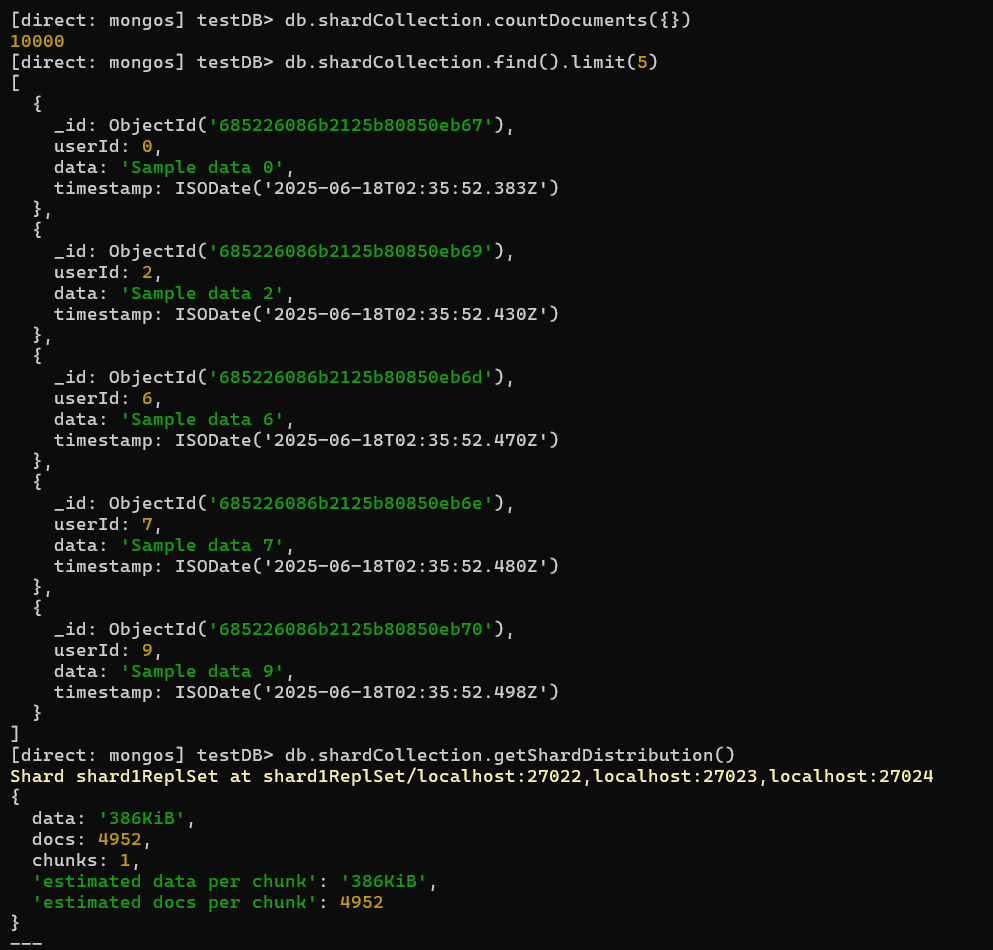 [direct: mongos] testDB> db.shardCollection.countDocuments({})
10000
[direct: mongos] testDB> db.shardCollection.find().limit(5)
[
  {
    _id: ObjectId('685226086b2125b80850eb67'),
    userId: 0,
    data: 'Sample data 0',
    timestamp: ISODate('2025-06-18T02:35:52.383Z')
  },
  {
    _id: ObjectId('685226086b2125b80850eb69'),
    userId: 2,
    data: 'Sample data 2',
    timestamp: ISODate('2025-06-18T02:35:52.430Z')
  },
  {
    _id: ObjectId('685226086b2125b80850eb6d'),
    userId: 6,
    data: 'Sample data 6',
    timestamp: ISODate('2025-06-18T02:35:52.470Z')
  },
  {
    _id: ObjectId('685226086b2125b80850eb6e'),
    userId: 7,
    data: 'Sample data 7',
    timestamp: ISODate('2025-06-18T02:35:52.480Z')
  },
  {
    _id: ObjectId('685226086b2125b80850eb70'),
    userId: 9,
    data: 'Sample data 9',
    timestamp: ISODate('2025-06-18T02:35:52.498Z')
  }
]
[direct: mongos] testDB> db.shardCollection.getShardDistribution()
Shard shard1ReplSet at shard1ReplSet/localhost:27022,localhost:27023,localhost:27024
{
  data: '386KiB',
  docs: 4952,
  chunks: 1,
  'estimated data per chunk': '386KiB',
  'estimated docs per chunk': 4952
}
---